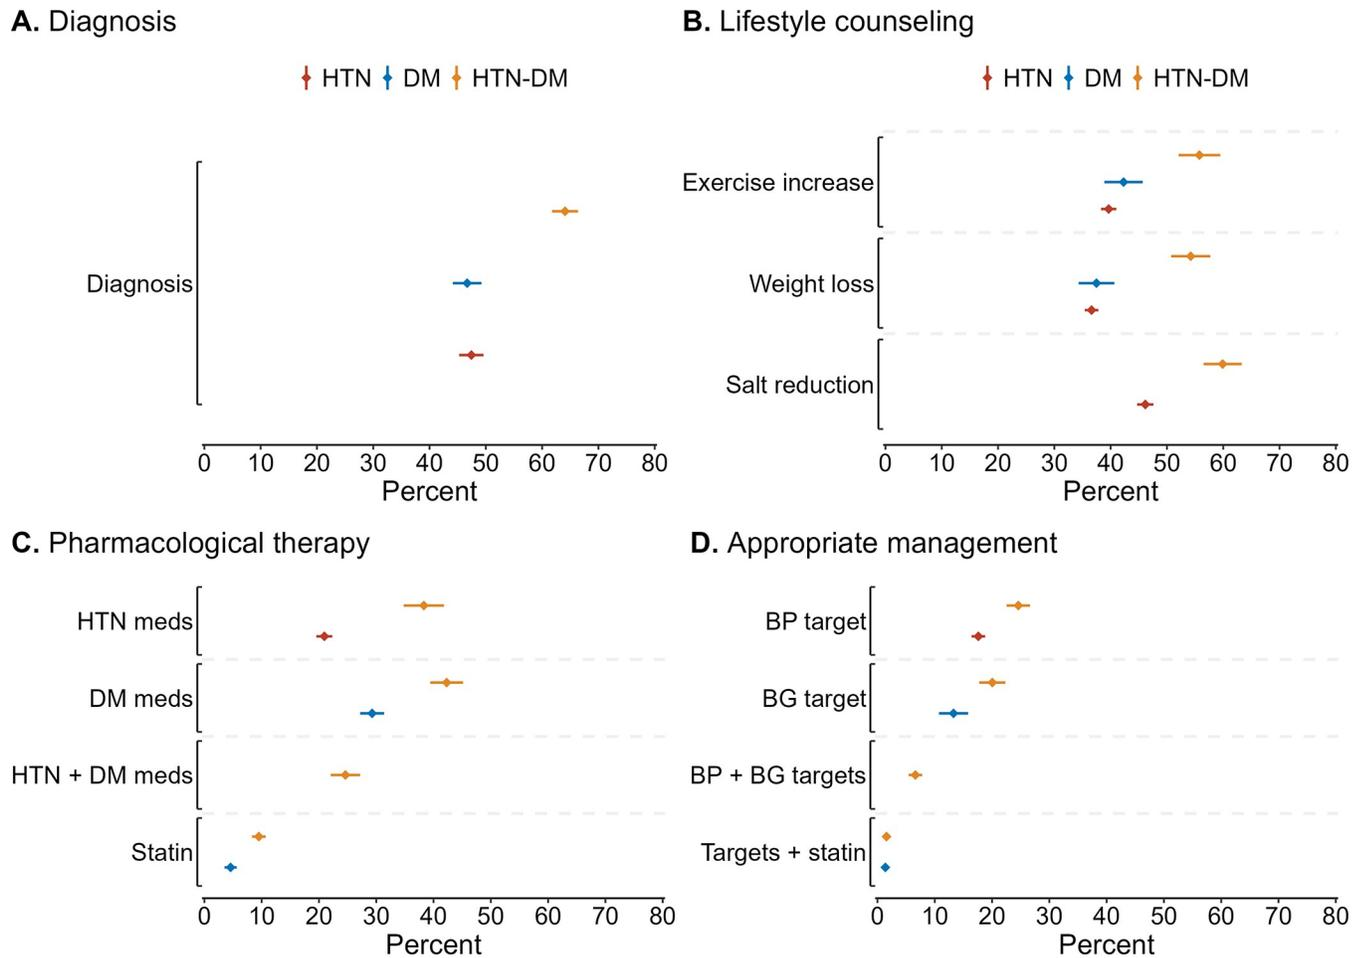 A. Diagnosis
HTN DM HTN-DM
Diagnosis
0 10 20 30 40 50 60 70 80
Percent
B. Lifestyle counseling
HTN DM HTN-DM
Exercise increase
Weight loss
Salt reduction
0 10 20 30 40 50 60 70 80
Percent
C. Pharmacological therapy
HTN meds
DM meds
HTN + DM meds
Statin
0 10 20 30 40 50 60 70 80
Percent
D. Appropriate management
BP target
BG target
BP + BG targets
Targets + statin
0 10 20 30 40 50 60 70 80
Percent